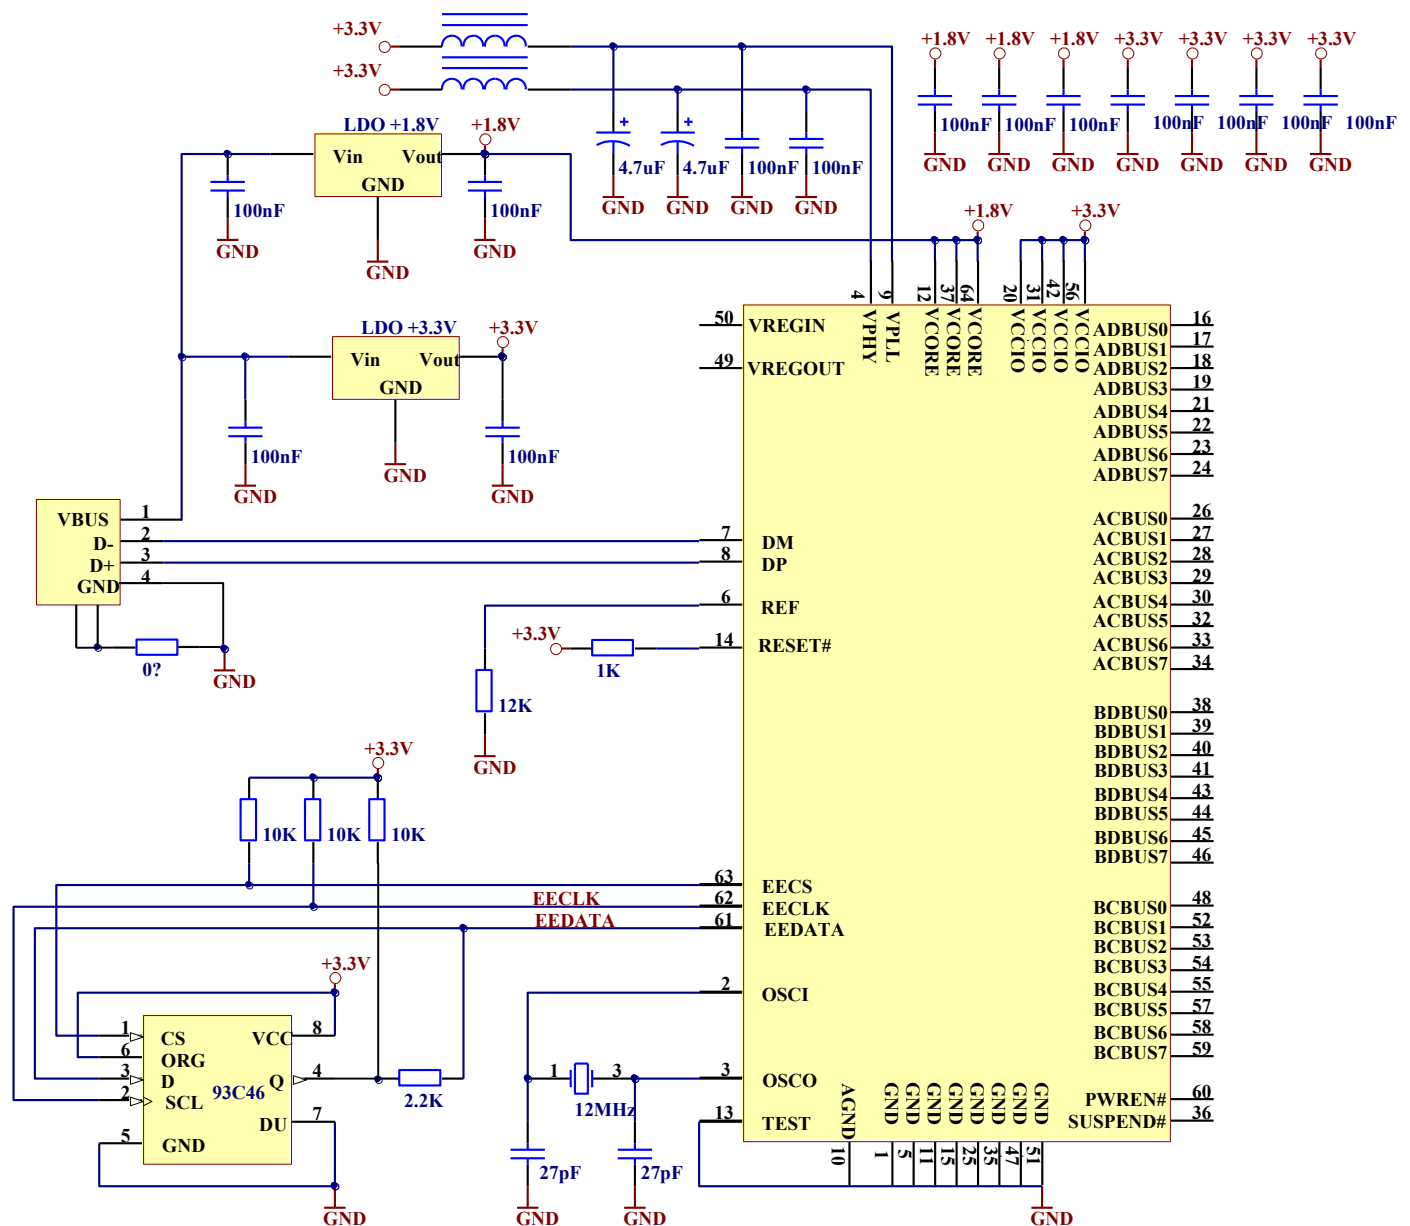 +3.3V
+3.3V
+1.8V +1.8V +1.8V +3.3V +3.3V +3.3V +3.3V
100nF 100nF 100nF 100nF 100nF 100nF 100nF
GND GND GND GND GND GND GND
LDO +1.8V
+1.8V
Vin Vout
GND
100nF
100nF
GND
GND
GND
+ +
4.7uF 4.7uF 100nF 100nF
GND GND GND GND
+1.8V
+3.3V
LDO +3.3V
+3.3V
Vin Vout
GND
100nF
100nF
GND
GND
GND
4 9 12 37 64 20 31 42 56
VPHY VPLL VCORE VCORE VCORE VCCIO VCCIO VCCIO VCCIO
50 VREGIN
49 VREGOUT
ADBUS0 16
ADBUS1 17
ADBUS2 18
ADBUS3 19
ADBUS4 21
ADBUS5 22
ADBUS6 23
ADBUS7 24
VBUS 1
D- 2
D+ 3
GND 4
0?
GND
7 DM
8 DP
6 REF
+3.3V
1K
14 RESET#
12K
GND
ACBUS0 26
ACBUS1 27
ACBUS2 28
ACBUS3 29
ACBUS4 30
ACBUS5 32
ACBUS6 33
ACBUS7 34
BDBUS0 38
BDBUS1 39
BDBUS2 40
BDBUS3 41
BDBUS4 43
BDBUS5 44
BDBUS6 45
BDBUS7 46
+3.3V
10K 10K 10K
63 EECS
EECLK 62 EECLK
EEDATA 61 EEDATA
BCBUS0 48
BCBUS1 52
BCBUS2 53
BCBUS3 54
BCBUS4 55
BCBUS5 57
BCBUS6 58
BCBUS7 59
+3.3V
1 CS VCC 8
6 ORG
3 D Q 4
93C46
2 SCL
DU 7
5 GND
2.2K
GND
2 OSCI
1 3
12MHz
3 OSCO
13 TEST
27pF 27pF
GND GND
PWREN# 60
SUSPEND# 36
AGND GND GND GND GND GND GND GND GND
10 1 5 11 15 25 35 47 51
GND